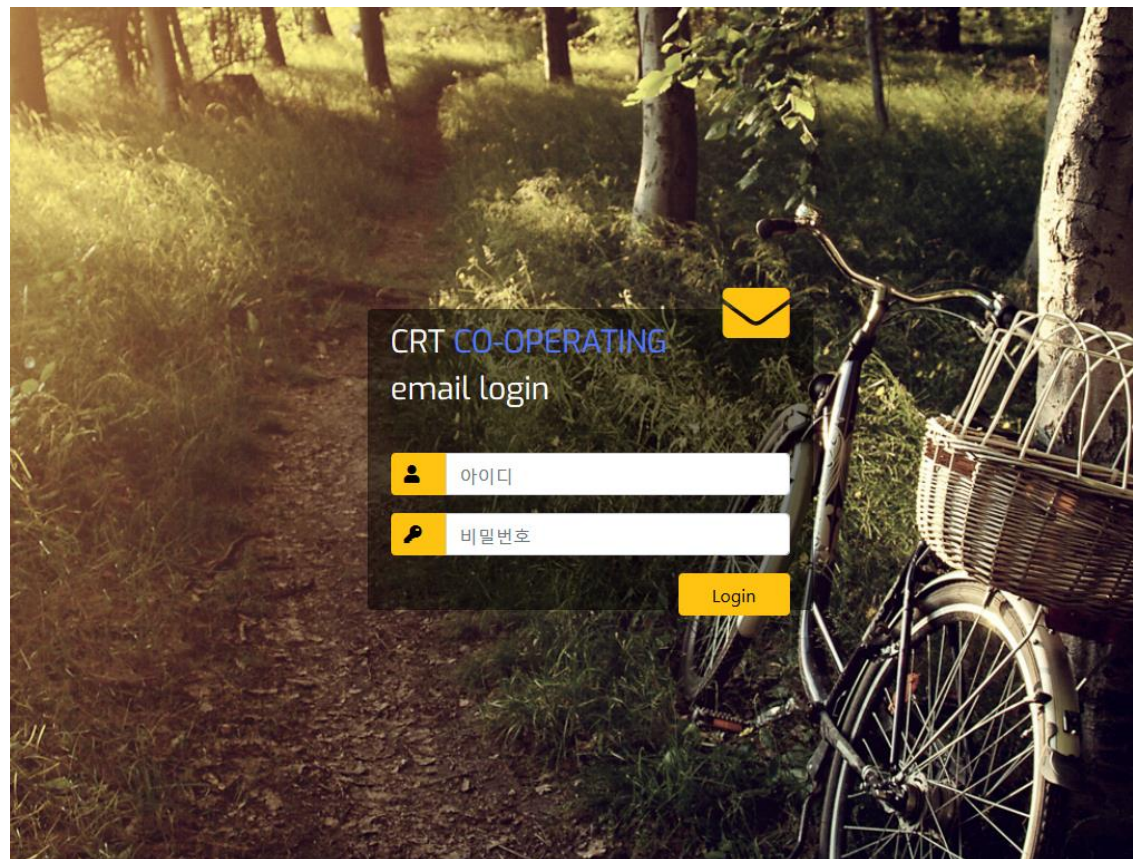 CRT CO-OPERATING
email login
아이디
비밀번호
Login